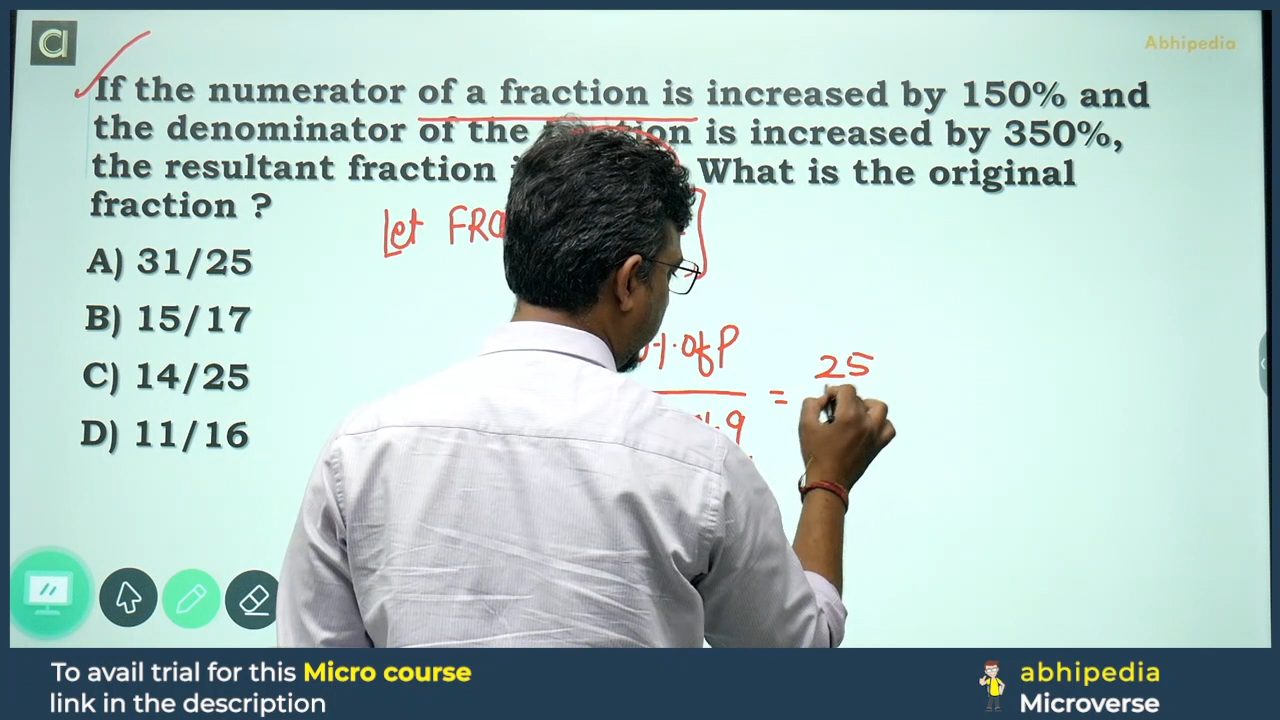 Abhipedia
If the numerator of a fraction is increased by 150% and
the denominator of the is increased by 350%,
the resultant fraction What is the original
fraction ?
let
A) 31/25
B) 15/17
C) 14/25
D) 11/16
% of P
= 25
To avail trial for this Micro course
link in the description
abhipedia
Microverse